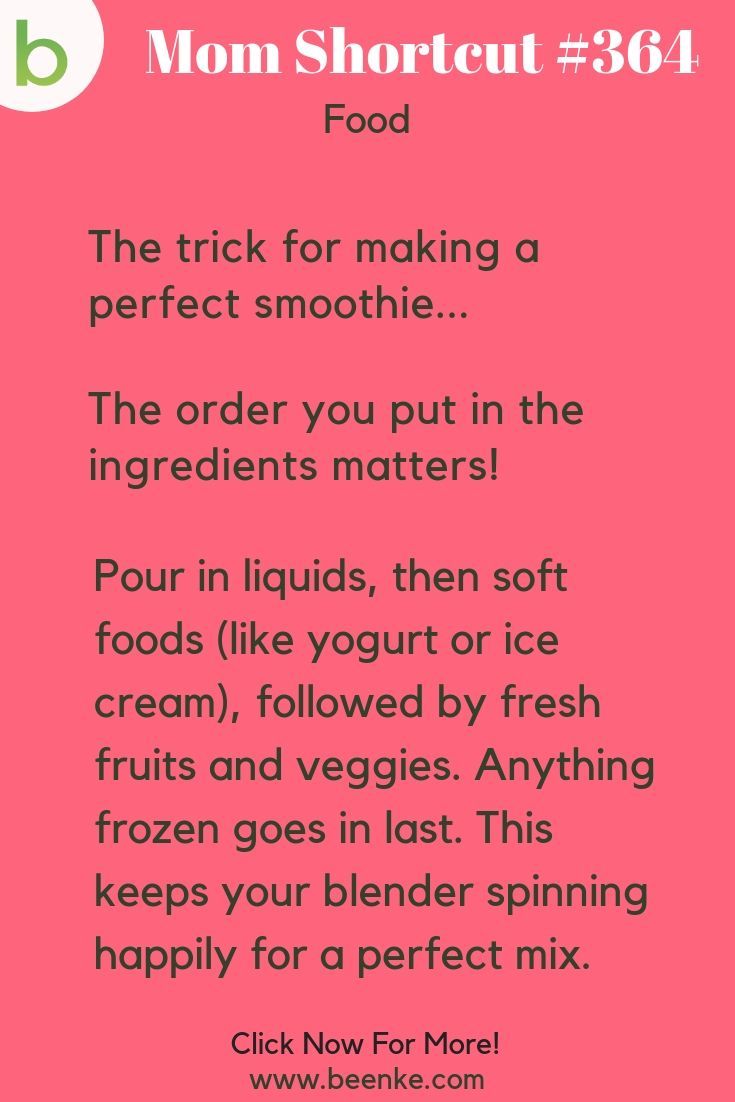 b
Mom Shortcut #364
Food
The trick for making a
perfect smoothie...
The order you put in the
ingredients matters!
Pour in liquids, then soft
foods (like yogurt or ice
cream), followed by fresh
fruits and veggies. Anything
frozen goes in last. This
keeps your blender spinning
happily for a perfect mix.
Click Now For More!
www.beenke.com